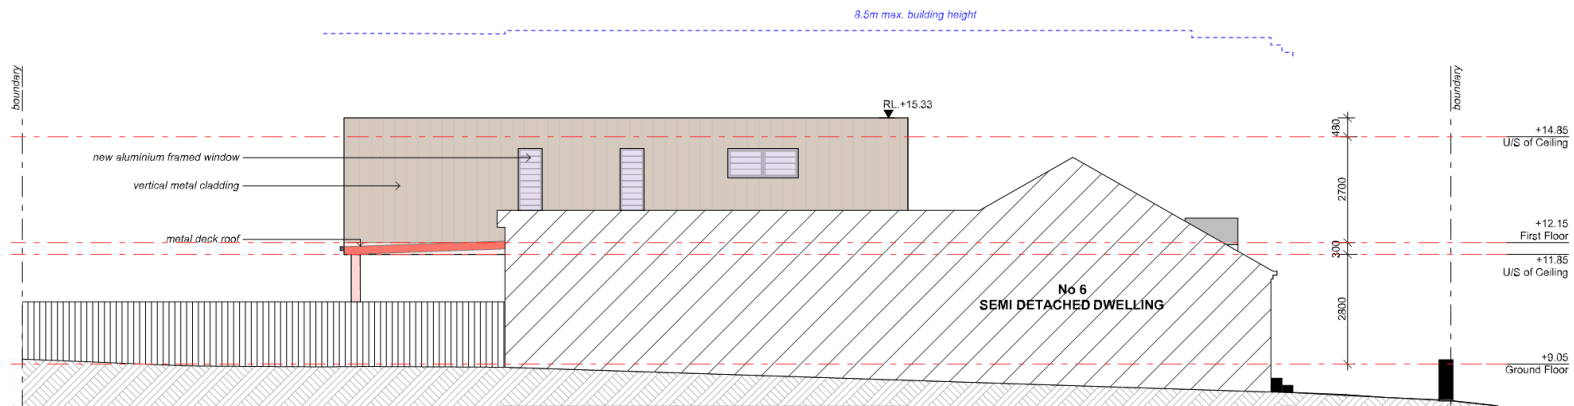 8.5m max. building height
boundary
boundary
RL.+15.33
480
+14.85
U/S of Ceiling
new aluminium framed window
vertical metal cladding
2700
metal deck roof
+12.15
First Floor
300
+11.85
U/S of Ceiling
No 6
SEMI DETACHED DWELLING
2800
+9.05
Ground Floor